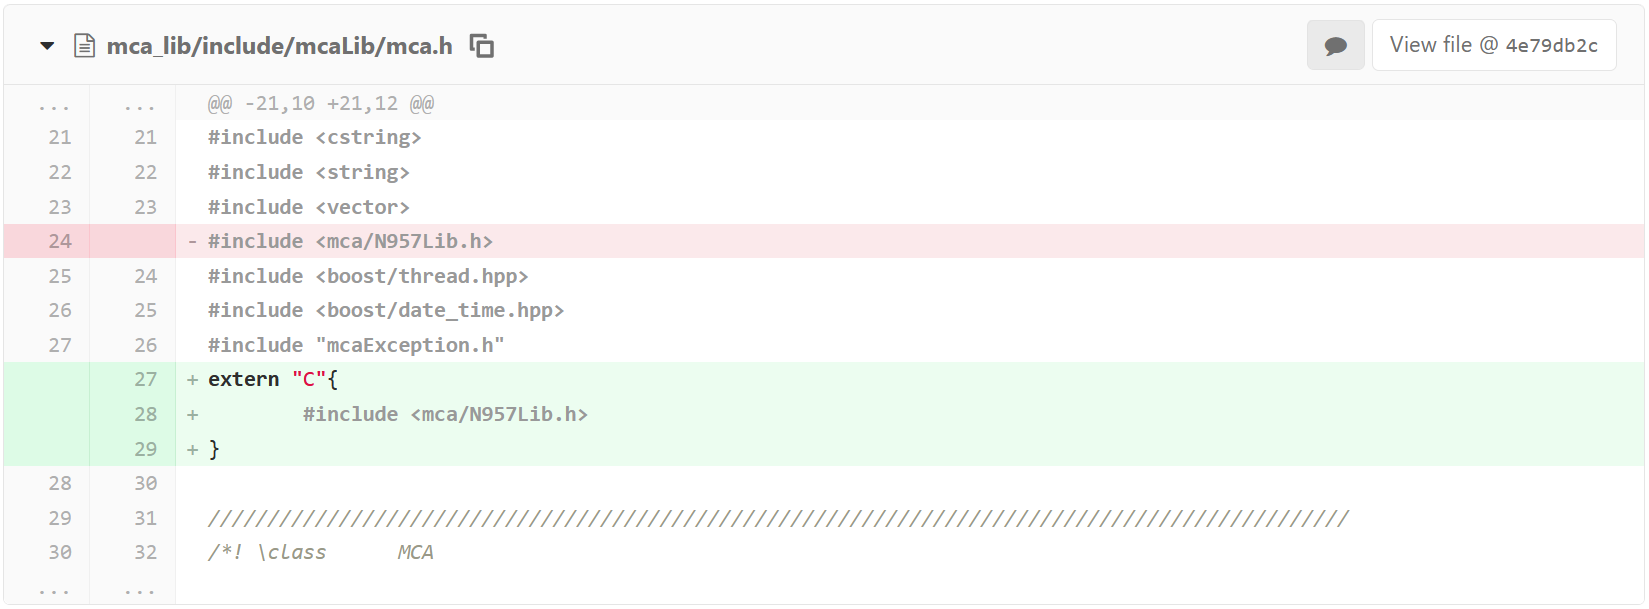 mca_lib/include/mcaLib/mca.h View file @ 4e79db2c
... ... @@ -21,10 +21,12 @@
21 21 #include <cstring>
22 22 #include <string>
23 23 #include <vector>
24 - #include <mca/N957Lib.h>
25 24 #include <boost/thread.hpp>
26 25 #include <boost/date_time.hpp>
27 26 #include "mcaException.h"
27 + extern "C"{
28 + #include <mca/N957Lib.h>
29 + }
28 30
29 31 ////////////////////////////////////////////////////////////////////////////////////////////////
30 32 /*! \class MCA
... ...